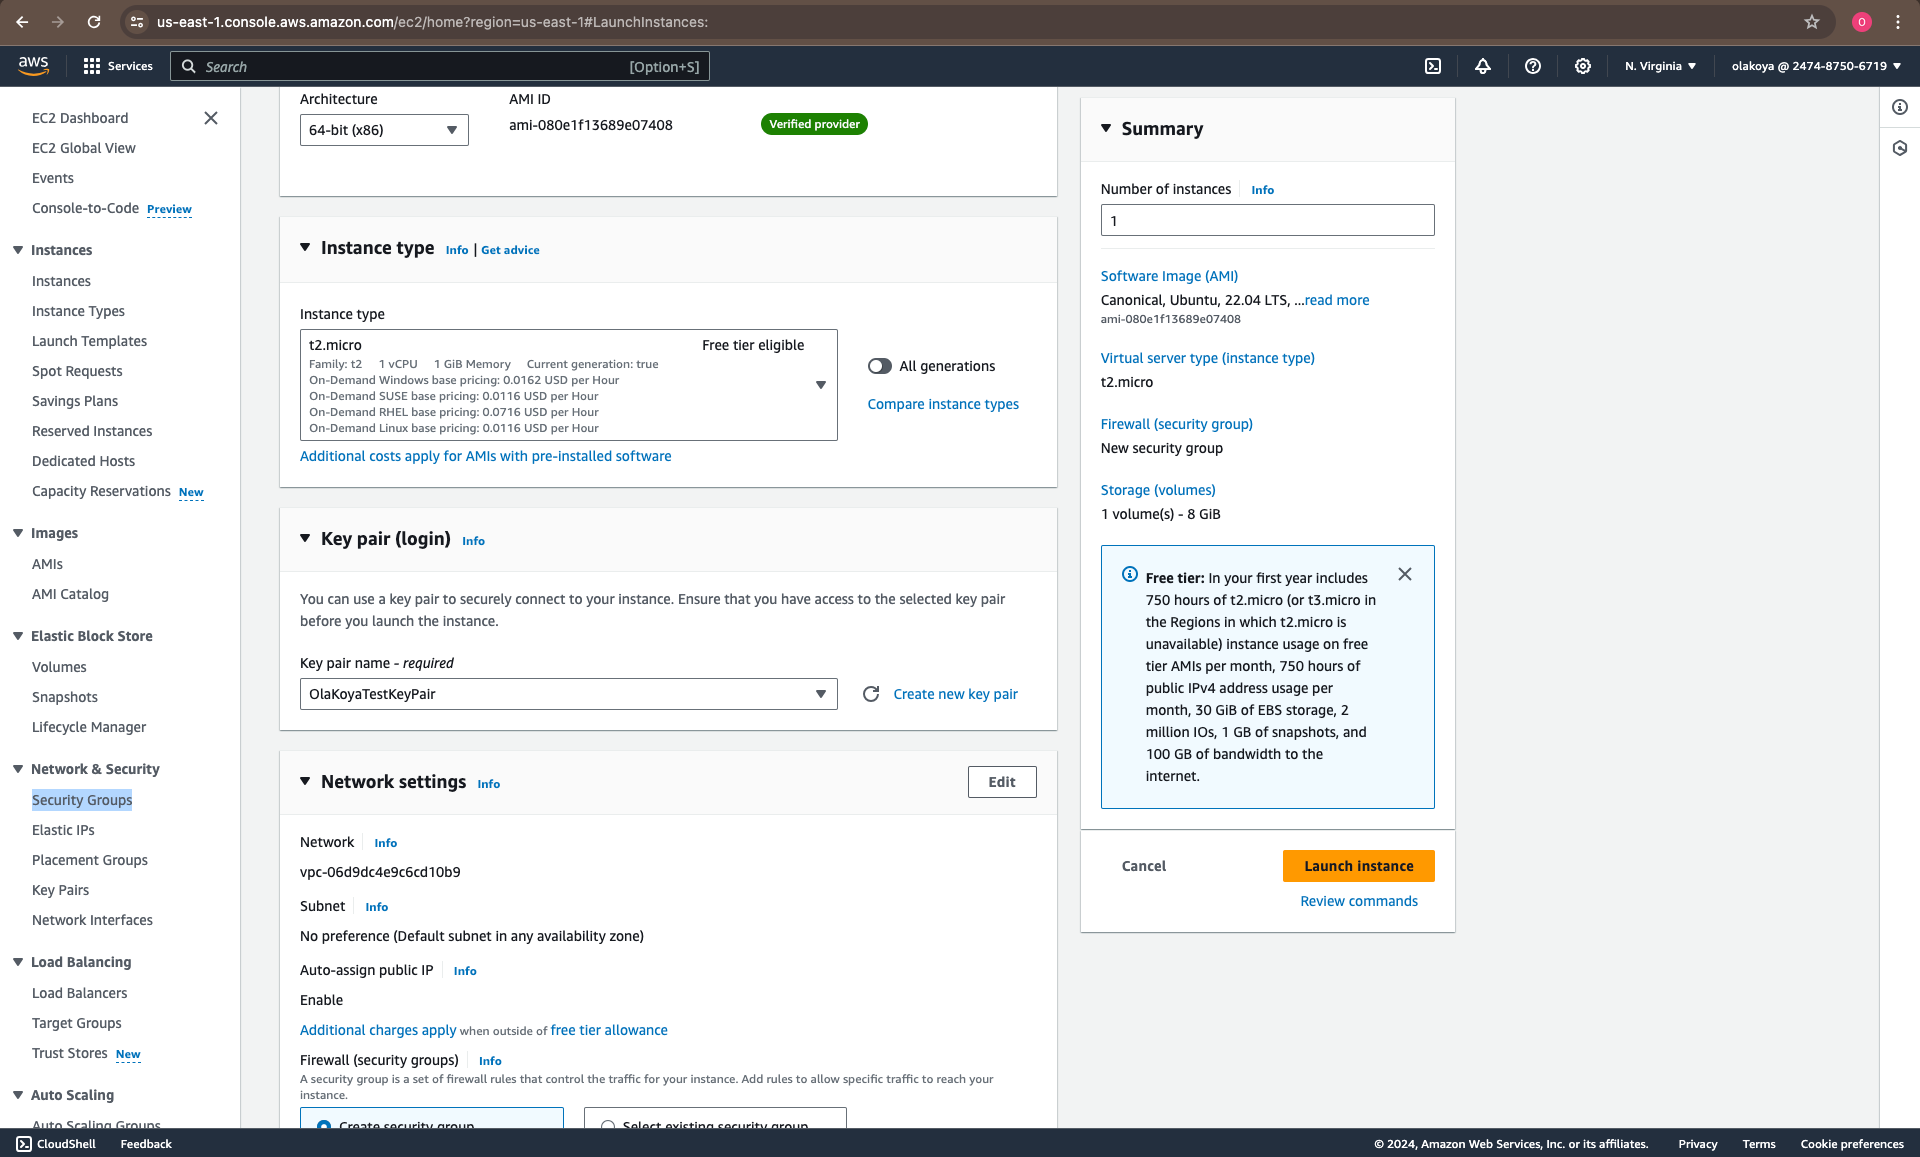 us-east-1.console.aws.amazon.com/ec2/home?region=us-east-1#LaunchInstances:
O
aws
Services
Search
[Option+S]
N. Virginia
olakoya @ 2474-8750-6719
EC2 Dashboard
EC2 Global View
Events
Console-to-Code Preview
Instances
Instances
Instance Types
Launch Templates
Spot Requests
Savings Plans
Reserved Instances
Dedicated Hosts
Capacity Reservations New
Images
AMIs
AMI Catalog
Elastic Block Store
Volumes
Snapshots
Lifecycle Manager
Network & Security
Security Groups
Elastic IPs
Placement Groups
Key Pairs
Network Interfaces
Load Balancing
Load Balancers
Target Groups
Trust Stores New
Auto Scaling
Auto Scaling Groups
Architecture
64-bit (x86)
AMI ID
ami-080e1f13689e07408
Verified provider
Instance type Info | Get advice
Instance type
t2.micro
Free tier eligible
Family: t2 1 vCPU 1 GiB Memory Current generation: true
On-Demand Windows base pricing: 0.0162 USD per Hour
On-Demand SUSE base pricing: 0.0116 USD per Hour
On-Demand RHEL base pricing: 0.0716 USD per Hour
On-Demand Linux base pricing: 0.0116 USD per Hour
All generations
Compare instance types
Additional costs apply for AMIs with pre-installed software
Key pair (login) Info
You can use a key pair to securely connect to your instance. Ensure that you have access to the selected key pair
before you launch the instance.
Key pair name - required
OlaKoyaTestKeyPair
Create new key pair
Network settings Info
Edit
Network Info
vpc-06d9dc4e9c6cd10b9
Subnet Info
No preference (Default subnet in any availability zone)
Auto-assign public IP Info
Enable
Additional charges apply when outside of free tier allowance
Firewall (security groups) Info
A security group is a set of firewall rules that control the traffic for your instance. Add rules to allow specific traffic to reach your
instance.
Create security group
Select existing security group
Summary
Number of instances Info
1
Software Image (AMI)
Canonical, Ubuntu, 22.04 LTS, ...read more
ami-080e1f13689e07408
Virtual server type (instance type)
t2.micro
Firewall (security group)
New security group
Storage (volumes)
1 volume(s) - 8 GiB
Free tier: In your first year includes
750 hours of t2.micro (or t3.micro in
the Regions in which t2.micro is
unavailable) instance usage on free
tier AMIs per month, 750 hours of
public IPv4 address usage per
month, 30 GiB of EBS storage, 2
million IOs, 1 GB of snapshots, and
100 GB of bandwidth to the
internet.
Cancel
Launch instance
Review commands
CloudShell
Feedback
© 2024, Amazon Web Services, Inc. or its affiliates.
Privacy
Terms
Cookie preferences